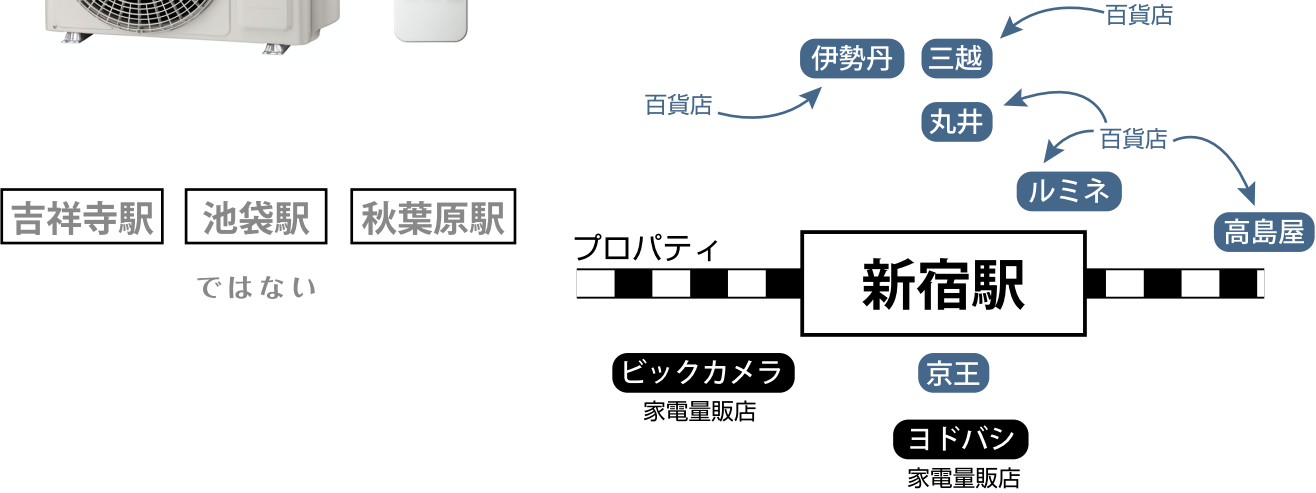 百貨店
伊勢丹
三越
百貨店
丸井
百貨店
ルミネ
吉祥寺駅
池袋駅
秋葉原駅
高島屋
プロパティ
新宿駅
ではない
ビックカメラ
京王
家電量販店
ヨドバシ
家電量販店